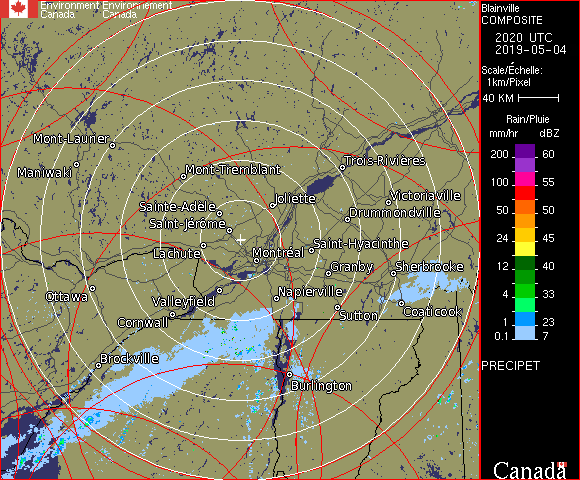 Environment Environnement
Canada Canada
Blainville
COMPOSITE
2020 UTC
2019-05-04
Scale/Échelle:
1km/Pixel
40 KM
Rain/Pluie
mm/hr dBZ
200 60
100 55
50 50
24 45
12 40
4 33
1 23
0.1 7
PRECIPET
Canada
Mont-Laurier
Maniwaki
Mont-Tremblant
Trois-Rivières
Joliette
Victoriaville
Sainte-Adèle
Drummondville
Saint-Jérôme
Saint-Hyacinthe
Lachute
Montréal
Granby
Sherbrooke
Ottawa
Valleyfield
Napierville
Coaticook
Cornwall
Sutton
Brockville
Burlington